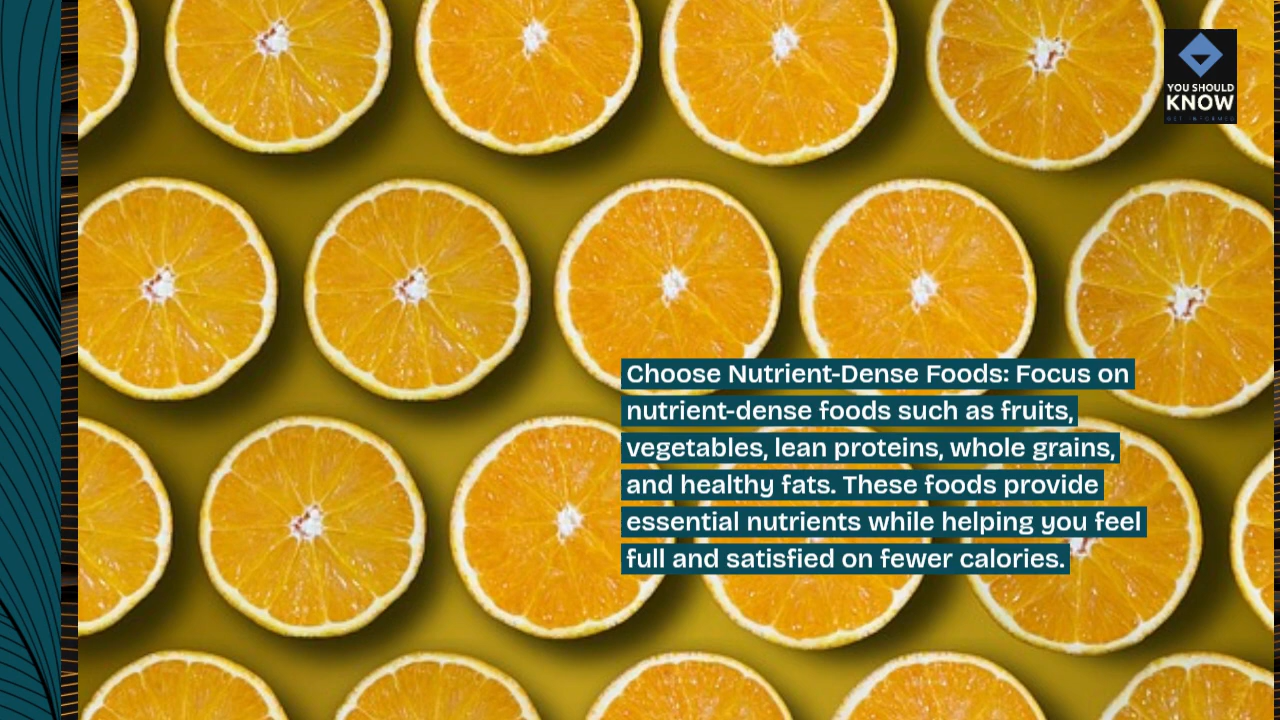 YOU SHOULD
KNOW
GET INFORMED
Choose Nutrient-Dense Foods: Focus on
nutrient-dense foods such as fruits,
vegetables, lean proteins, whole grains,
and healthy fats. These foods provide
essential nutrients while helping you feel
full and satisfied on fewer calories.